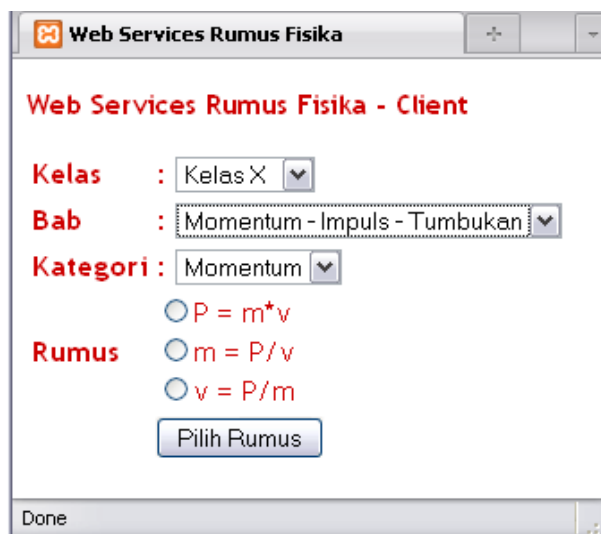 Web Services Rumus Fisika
Web Services Rumus Fisika - Client
Kelas : Kelas X
Bab : Momentum - Impuls - Tumbukan
Kategori : Momentum
P = m*v
Rumus m = P/v
v = P/m
Pilih Rumus
Done